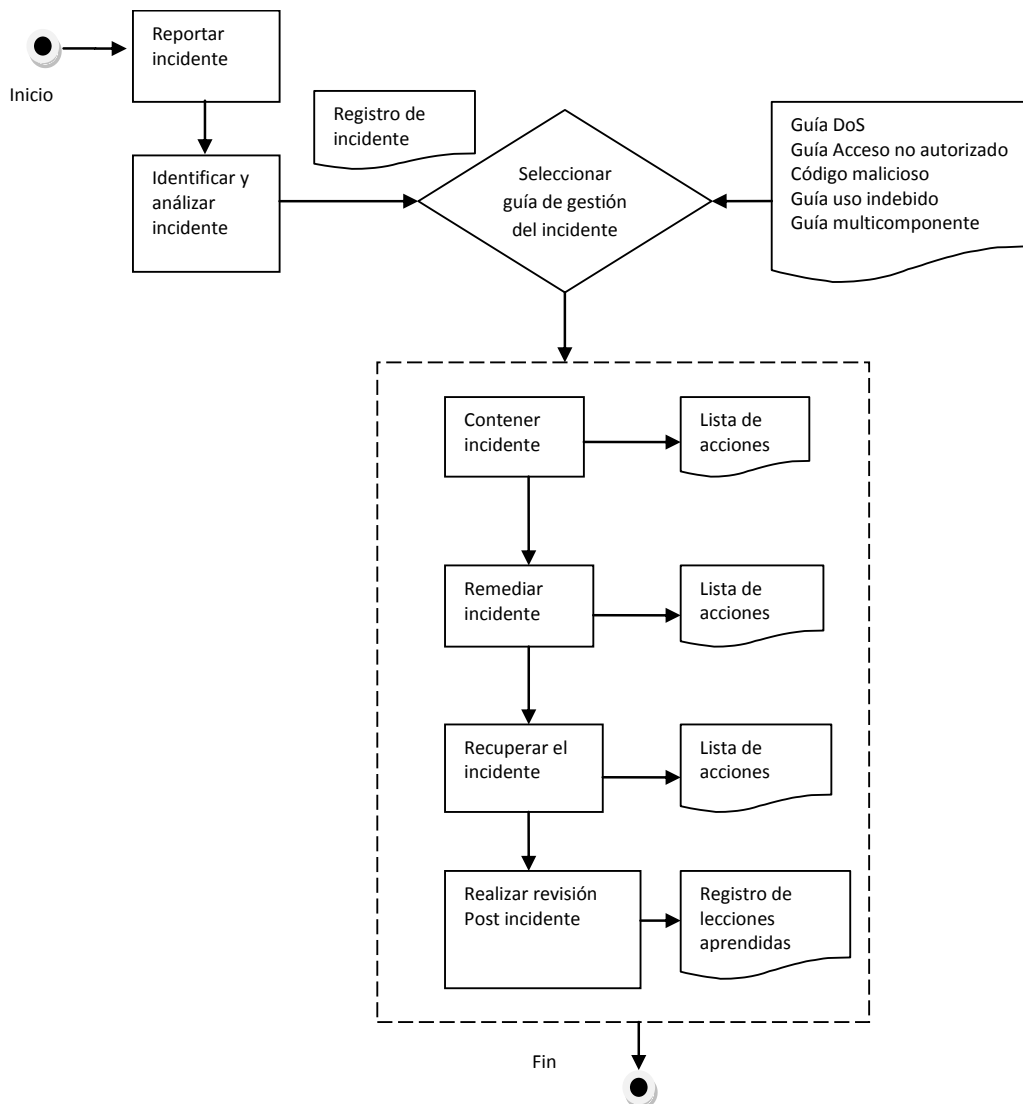 Reportar
incidente
Inicio
Registro de
incidente
Identificar y
análizar
incidente
Seleccionar
guía de gestión
del incidente
Guía DoS
Guía Acceso no autorizado
Código malicioso
Guía uso indebido
Guía multicomponente
Contener
incidente
Lista de
acciones
Remediar
incidente
Lista de
acciones
Recuperar el
incidente
Lista de
acciones
Realizar revisión
Post incidente
Registro de
lecciones
aprendidas
Fin